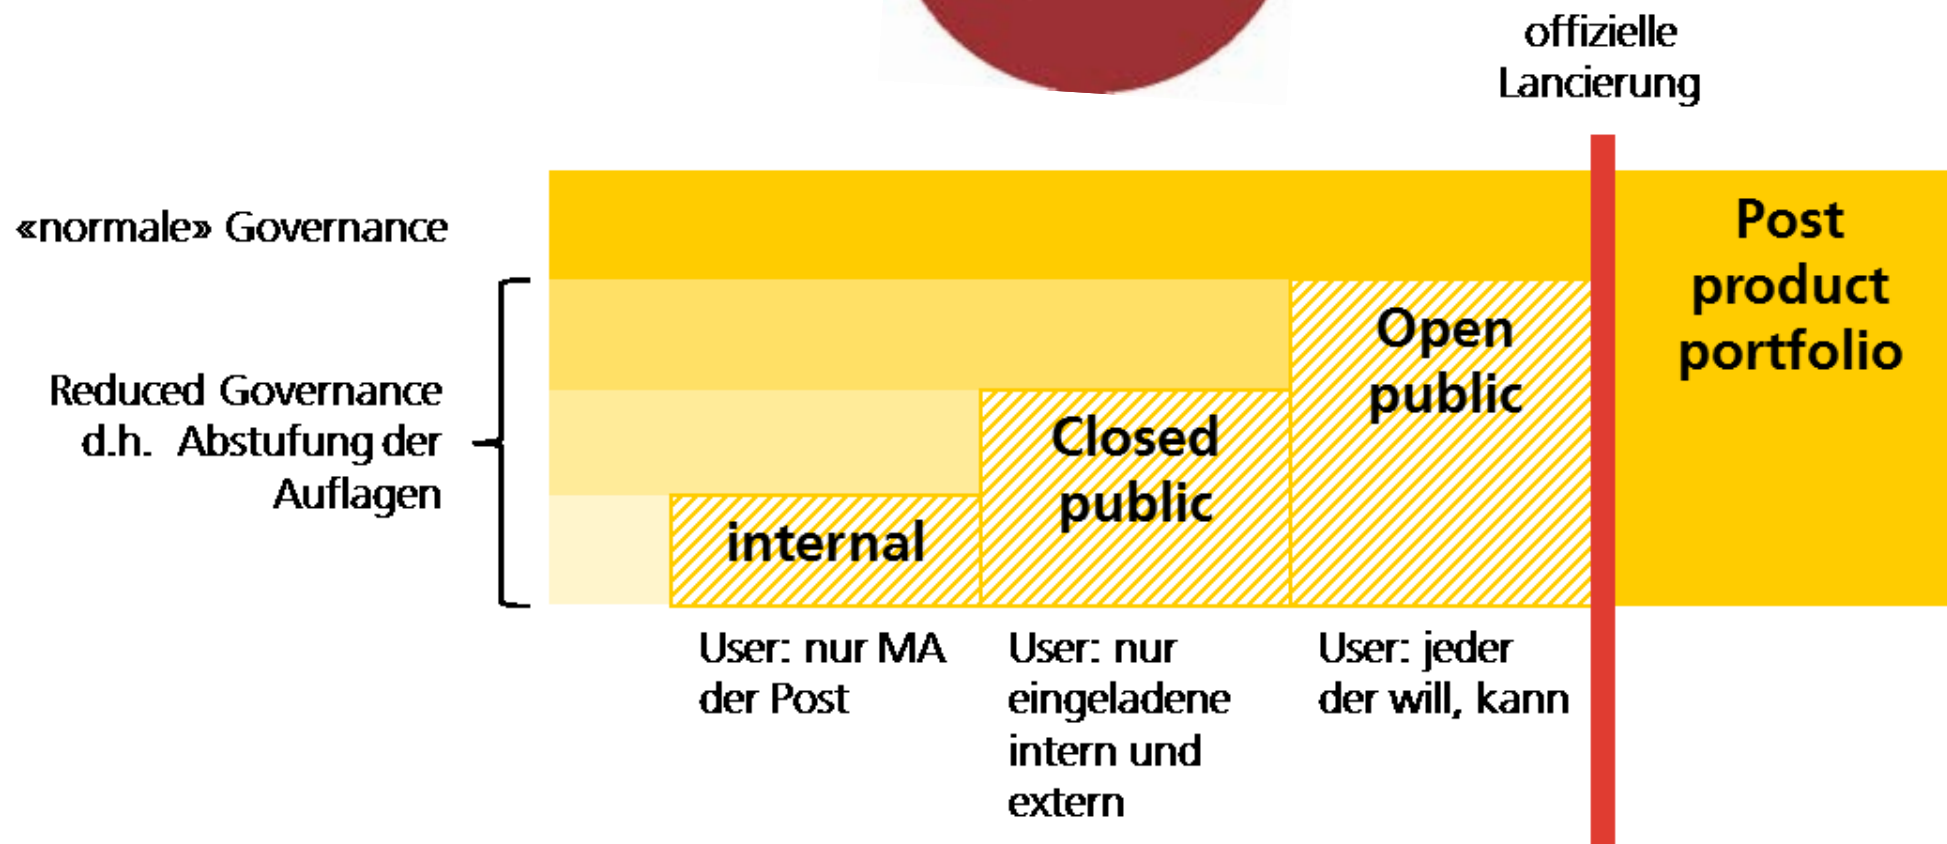 offizielle
Lancierung
«normale» Governance
Post
product
portfolio
Open
public
Reduced Governance
d.h. Abstufung der
Auflagen
Closed
public
internal
User: nur MA
der Post
User: nur
eingeladene
intern und
extern
User: jeder
der will, kann